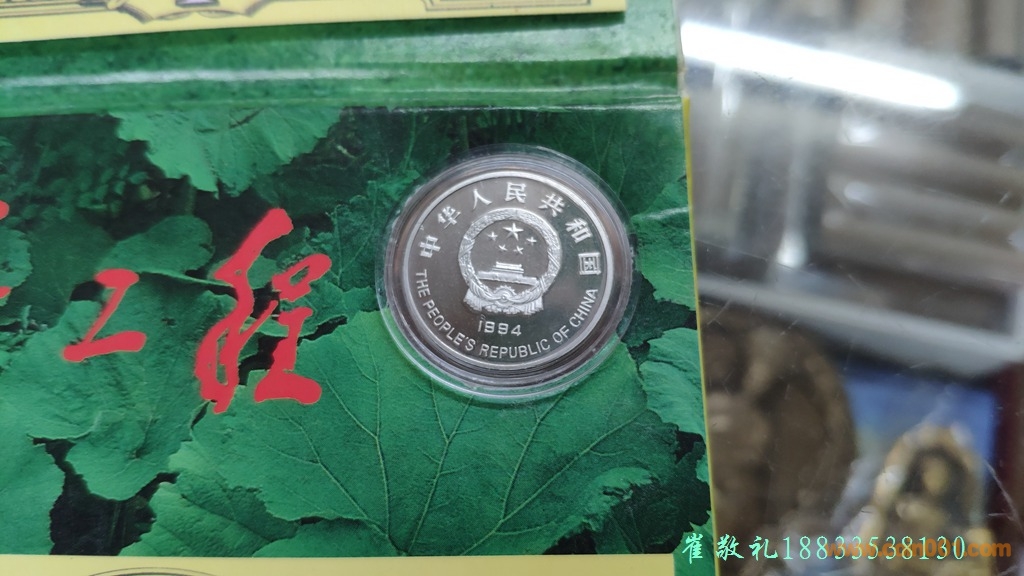 工程
中华人民共和国
1994
THE PEOPLE'S REPUBLIC OF CHINA
崔敬礼18833538130